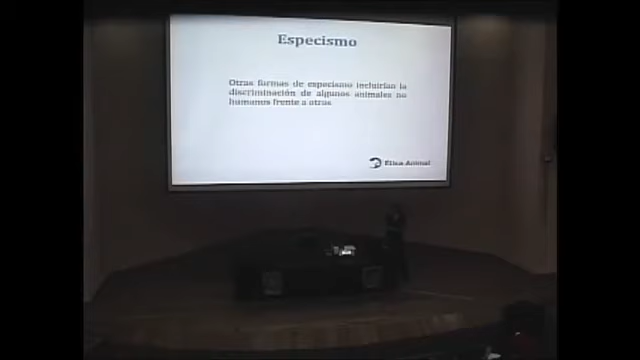 Especismo
Otras formas de especismo incluirían la
discriminación de algunos animales no
humanos frente a otros
Ética Animal